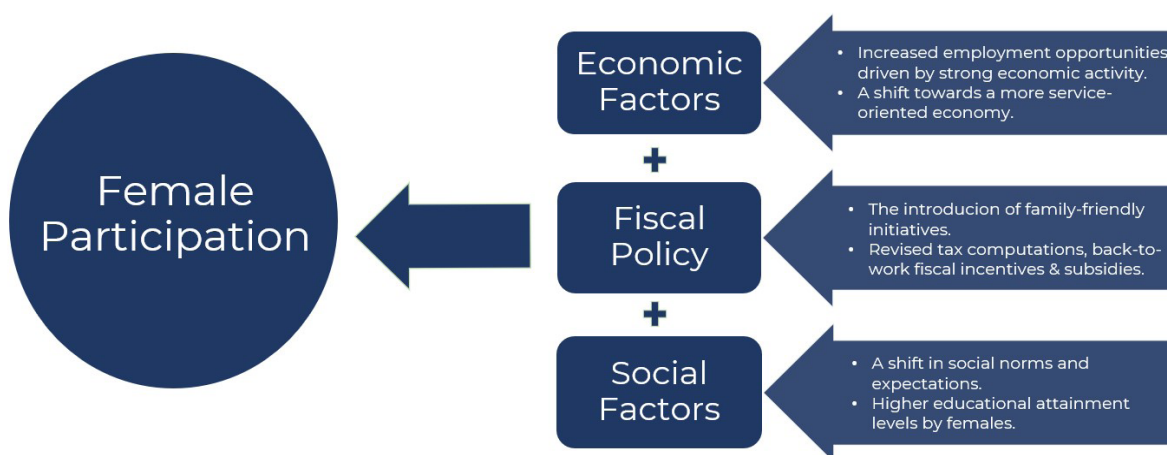 Female
Participation
Economic
Factors
• Increased employment opportunities
driven by strong economic activity.
• A shift towards a more service-
oriented economy.
+
Fiscal
Policy
• The introducion of family-friendly
initiatives.
• Revised tax computations, back-to-
work fiscal incentives & subsidies.
+
Social
Factors
• A shift in social norms and
expectations.
• Higher educational attainment
levels by females.